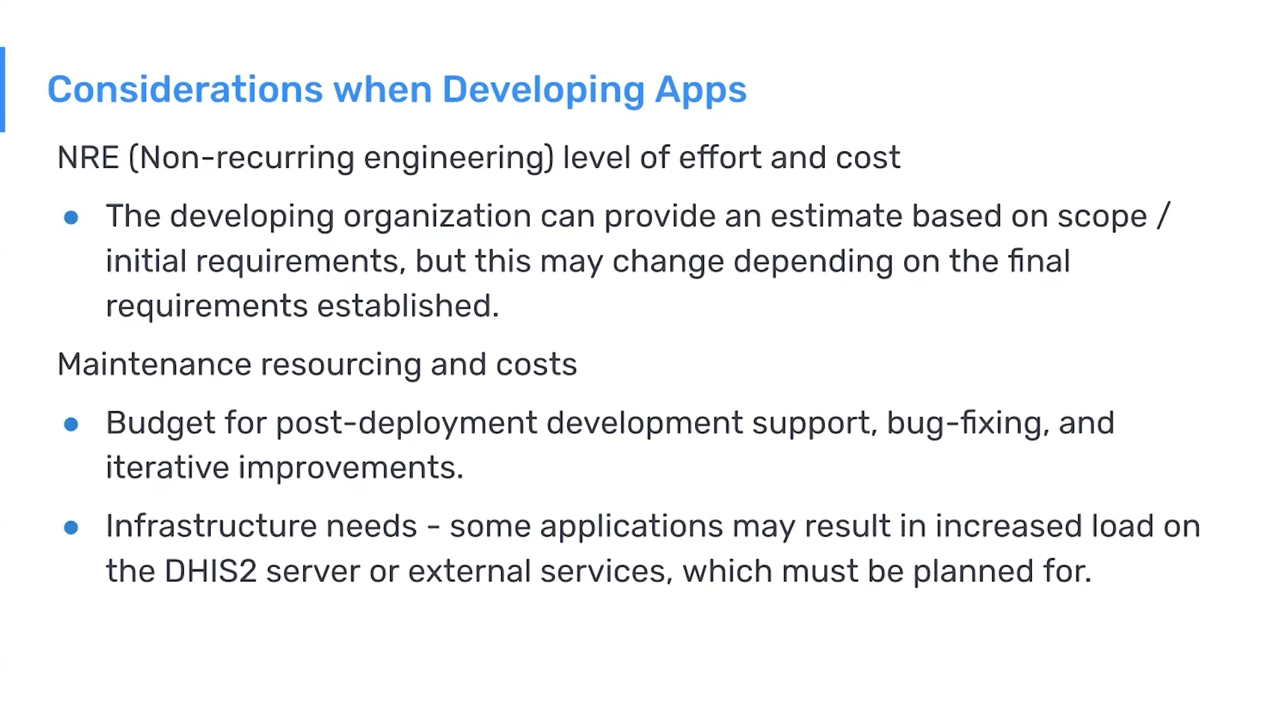 Considerations when Developing Apps
NRE (Non-recurring engineering) level of effort and cost
● The developing organization can provide an estimate based on scope /
initial requirements, but this may change depending on the final
requirements established.
Maintenance resourcing and costs
● Budget for post-deployment development support, bug-fixing, and
iterative improvements.
● Infrastructure needs - some applications may result in increased load on
the DHIS2 server or external services, which must be planned for.